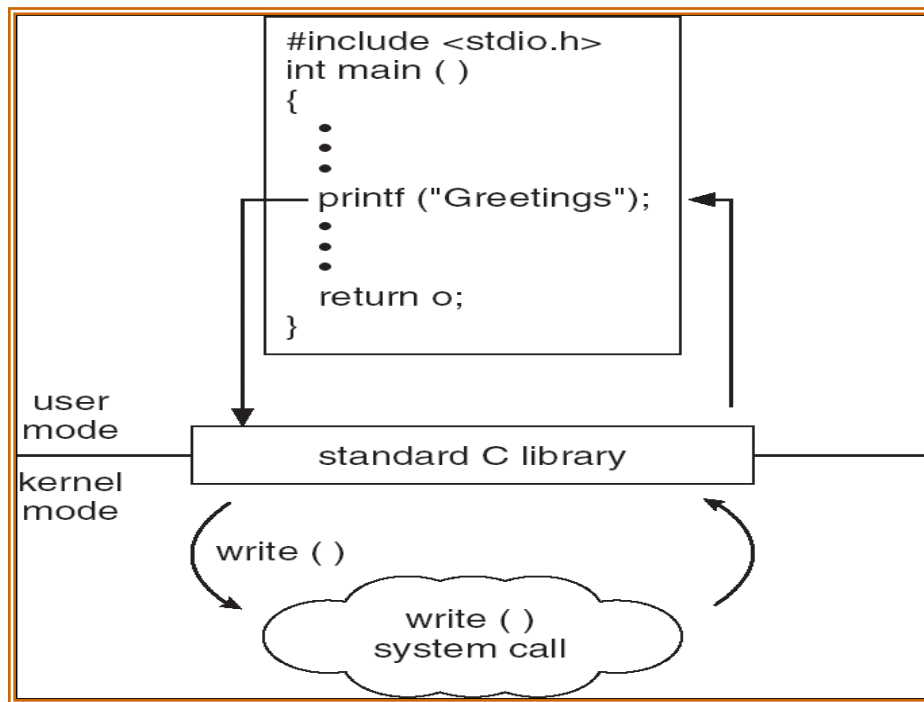 #include <stdio.h>
int main ( )
{
•
•
•
printf ("Greetings");
•
•
•
return o;
}
user
mode
standard C library
kernel
mode
write ( )
write ( )
system call